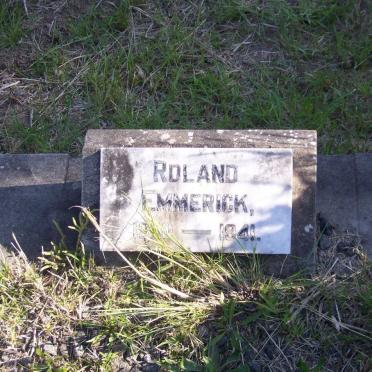 ROLAND
EMMERICK,
— 1941.